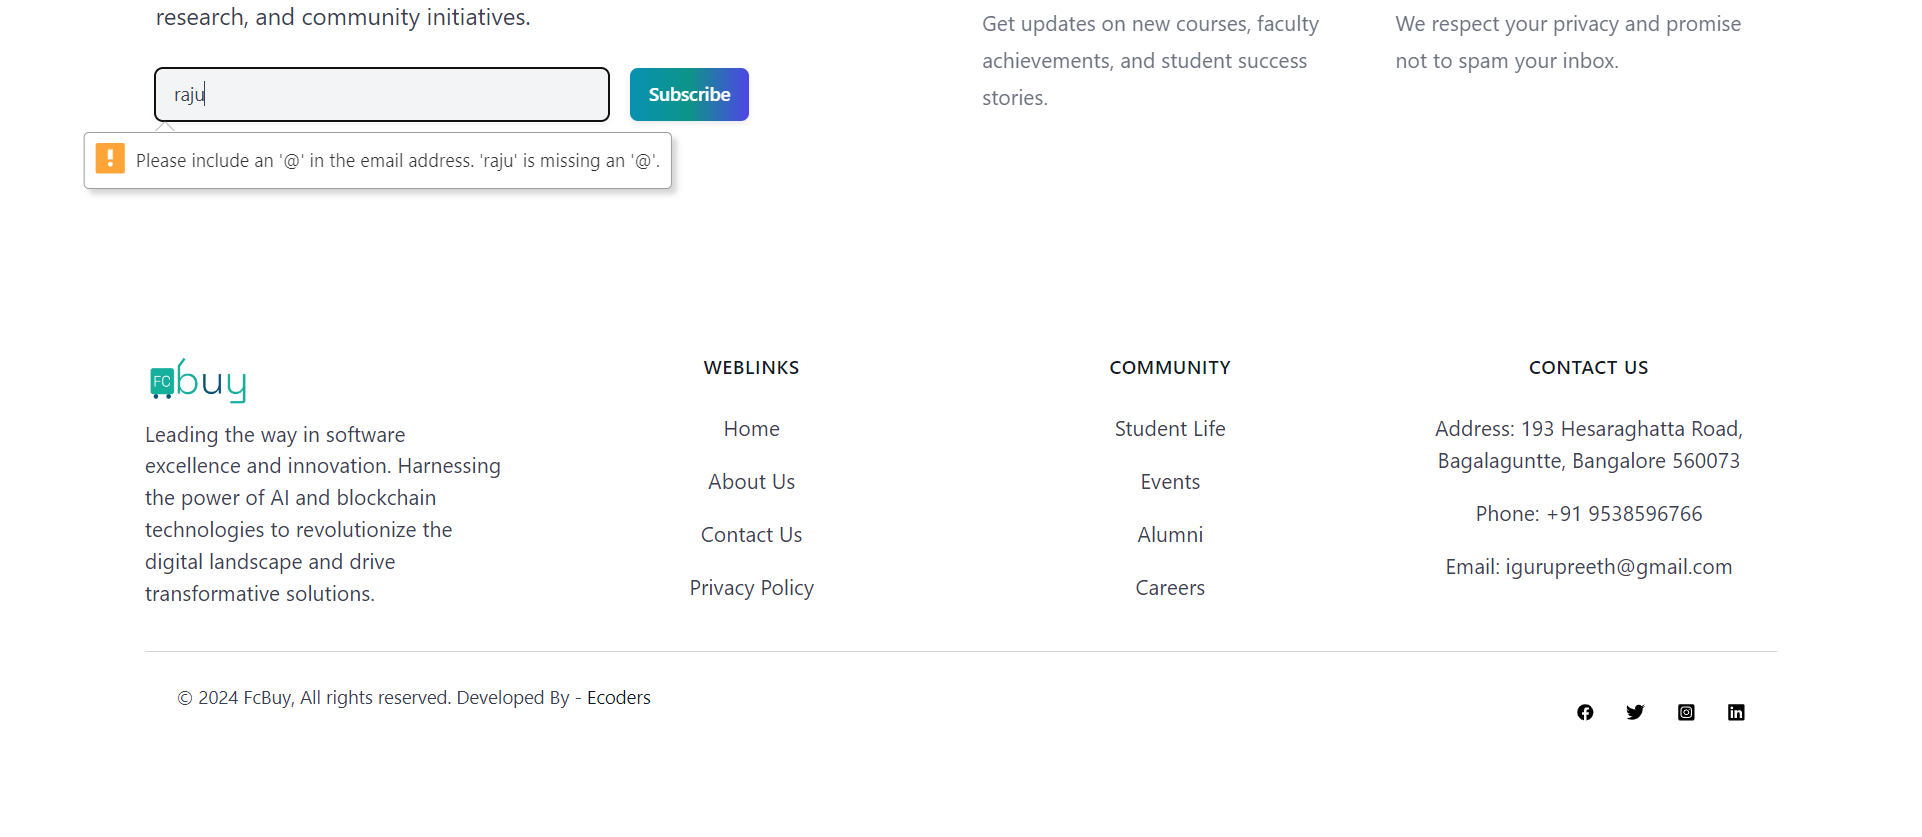 research, and community initiatives.
raju
Subscribe
Please include an '@' in the email address. 'raju' is missing an '@'.
Get updates on new courses, faculty
achievements, and student success
stories.
We respect your privacy and promise
not to spam your inbox.
FC buy
Leading the way in software
excellence and innovation. Harnessing
the power of AI and blockchain
technologies to revolutionize the
digital landscape and drive
transformative solutions.
WEBLINKS
Home
About Us
Contact Us
Privacy Policy
COMMUNITY
Student Life
Events
Alumni
Careers
CONTACT US
Address: 193 Hesaraghatta Road,
Bagalaguntte, Bangalore 560073
Phone: +91 9538596766
Email: igurupreeth@gmail.com
© 2024 FcBuy, All rights reserved. Developed By - Ecoders